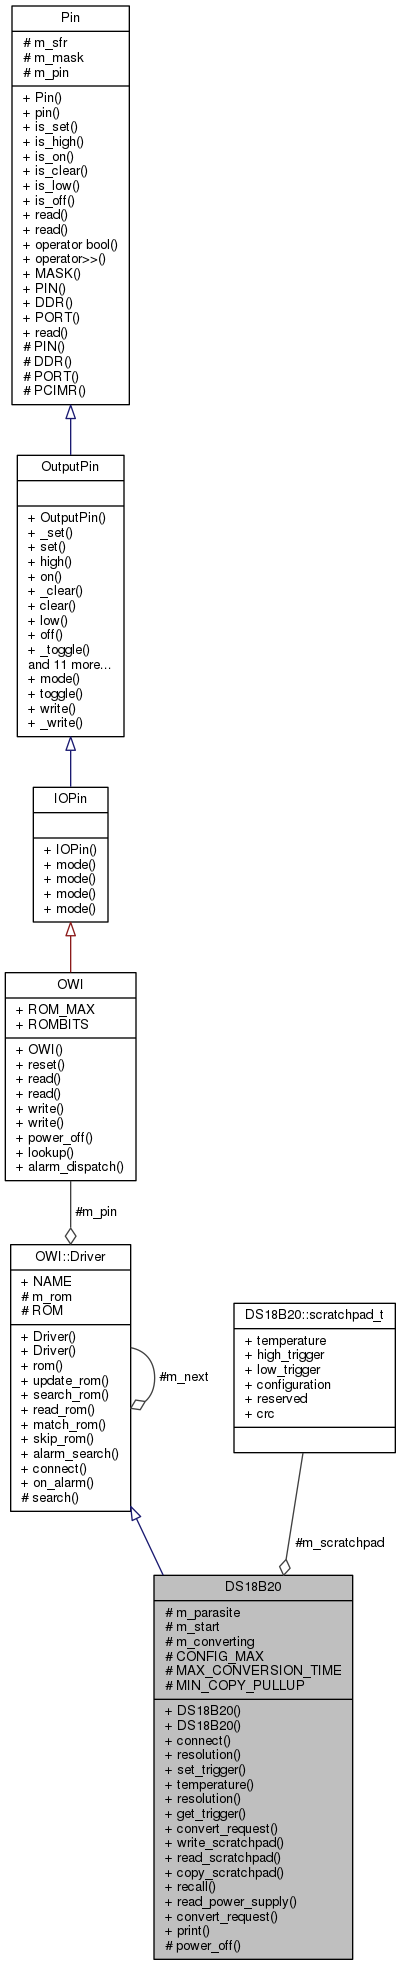 Pin
# m_sfr
# m_mask
# m_pin
+ Pin()
+ pin()
+ is_set()
+ is_high()
+ is_on()
+ is_clear()
+ is_low()
+ is_off()
+ read()
+ read()
+ operator bool()
+ operator>>()
+ MASK()
+ PIN()
+ DDR()
+ PORT()
+ read()
# PIN()
# DDR()
# PORT()
# PCIMR()
OutputPin
+ OutputPin()
+ _set()
+ set()
+ high()
+ on()
+ _clear()
+ clear()
+ low()
+ off()
+ _toggle()
and 11 more...
+ mode()
+ toggle()
+ write()
+ _write()
IOPin
+ IOPin()
+ mode()
+ mode()
+ mode()
+ mode()
OWI
+ ROM_MAX
+ ROMBITS
+ OWI()
+ reset()
+ read()
+ read()
+ write()
+ write()
+ power_off()
+ lookup()
+ alarm_dispatch()
#m_pin
OWI::Driver
+ NAME
# m_rom
# ROM
+ Driver()
+ Driver()
+ rom()
+ update_rom()
+ search_rom()
+ read_rom()
+ match_rom()
+ skip_rom()
+ alarm_search()
+ connect()
+ on_alarm()
# search()
#m_next
DS18B20::scratchpad_t
+ temperature
+ high_trigger
+ low_trigger
+ configuration
+ reserved
+ crc
#m_scratchpad
DS18B20
# m_parasite
# m_start
# m_converting
# CONFIG_MAX
# MAX_CONVERSION_TIME
# MIN_COPY_PULLUP
+ DS18B20()
+ DS18B20()
+ connect()
+ resolution()
+ set_trigger()
+ temperature()
+ resolution()
+ get_trigger()
+ convert_request()
+ write_scratchpad()
+ read_scratchpad()
+ copy_scratchpad()
+ recall()
+ read_power_supply()
+ convert_request()
+ print()
# power_off()